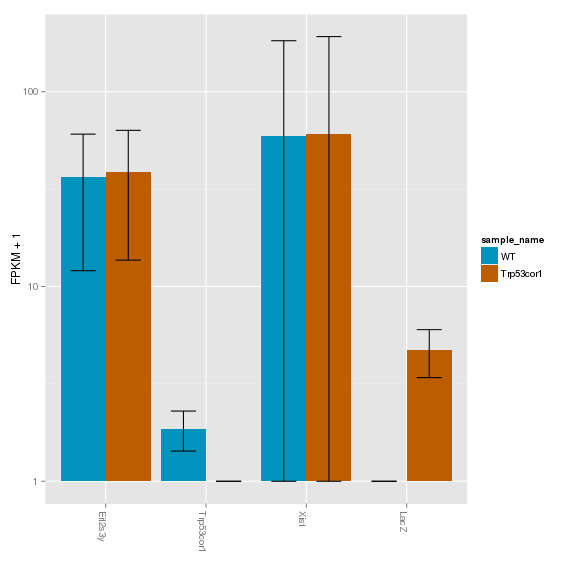 100
10
1
FPKM + 1
Eif2s3y
Trp53cor1
Xist
LacZ
sample_name
WT
Trp53cor1